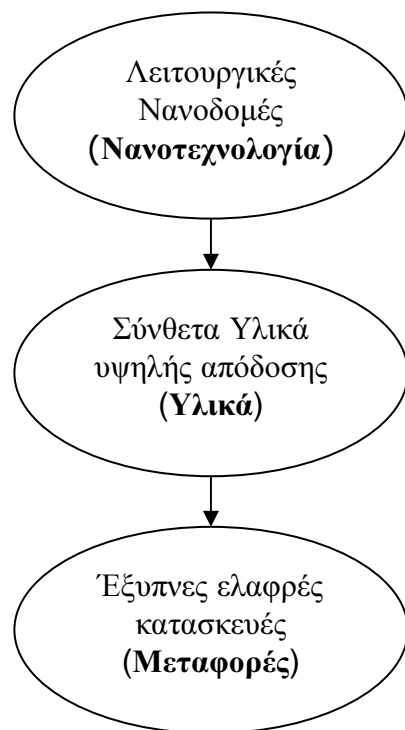 Λειτουργικές
Νανοδομές
(Νανοτεχνολογία)
Σύνθετα Υλικά
υψηλής απόδοσης
(Υλικά)
Έξυπνες ελαφρές
κατασκευές
(Μεταφορές)